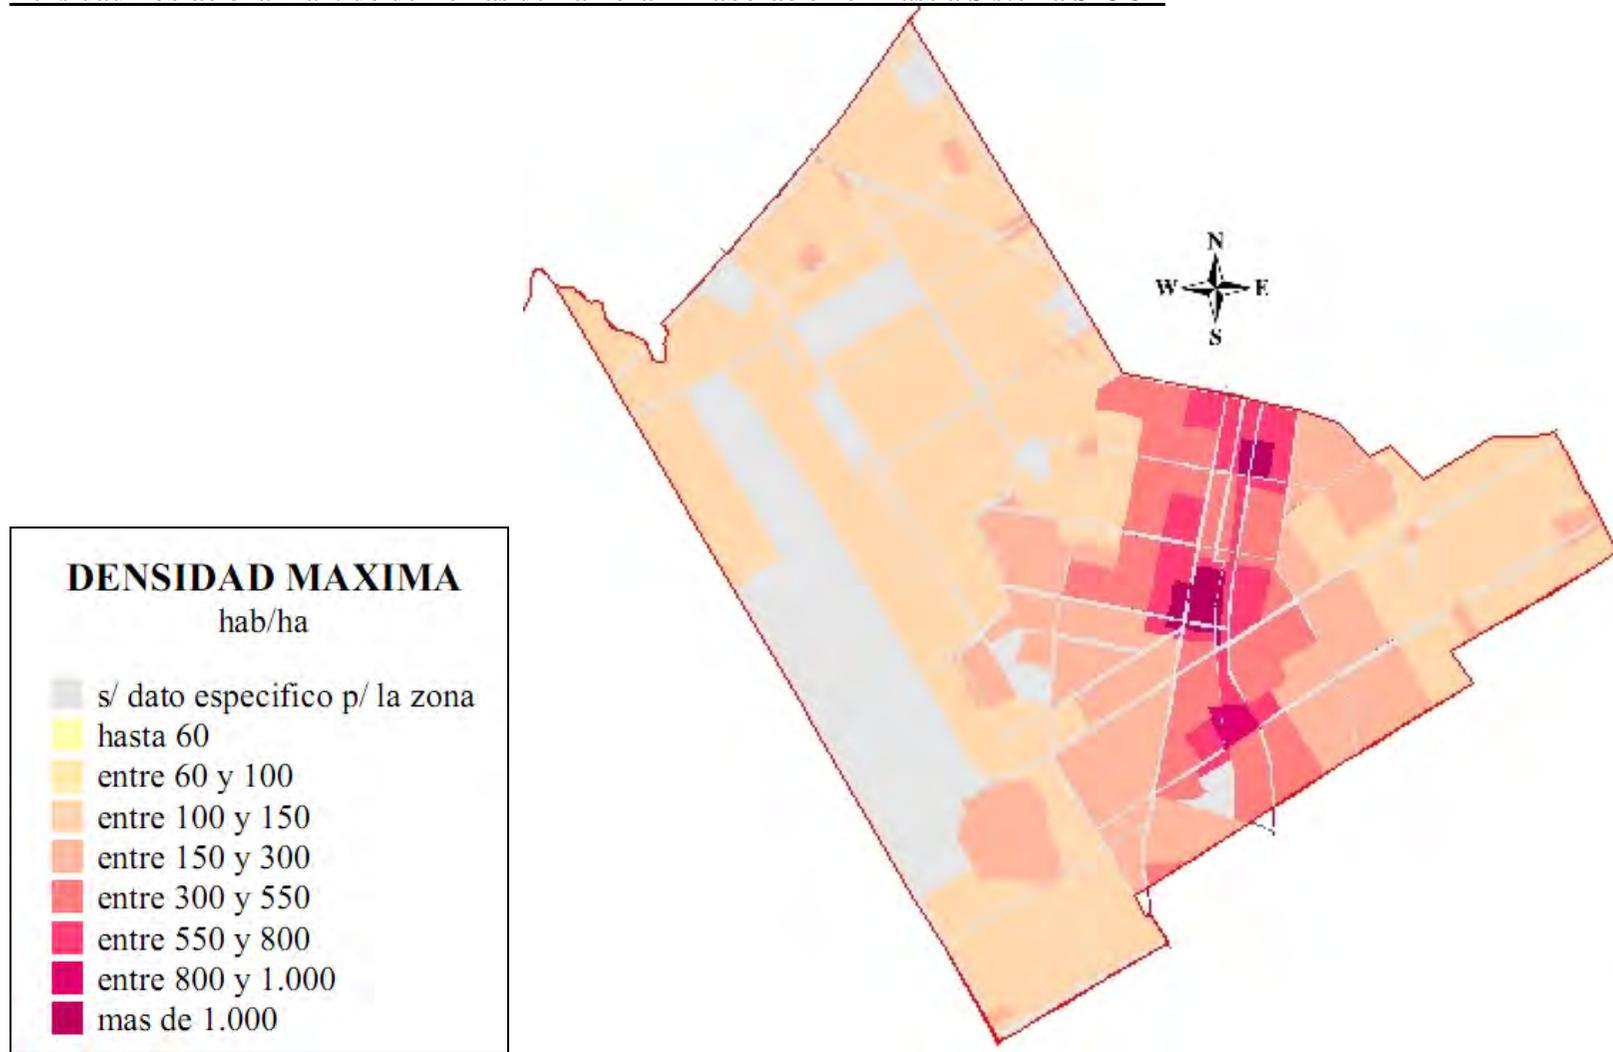 N
W E
S
DENSIDAD MAXIMA
hab/ha
s/ dato especifico p/ la zona
hasta 60
entre 60 y 100
entre 100 y 150
entre 150 y 300
entre 300 y 550
entre 550 y 800
entre 800 y 1.000
mas de 1.000